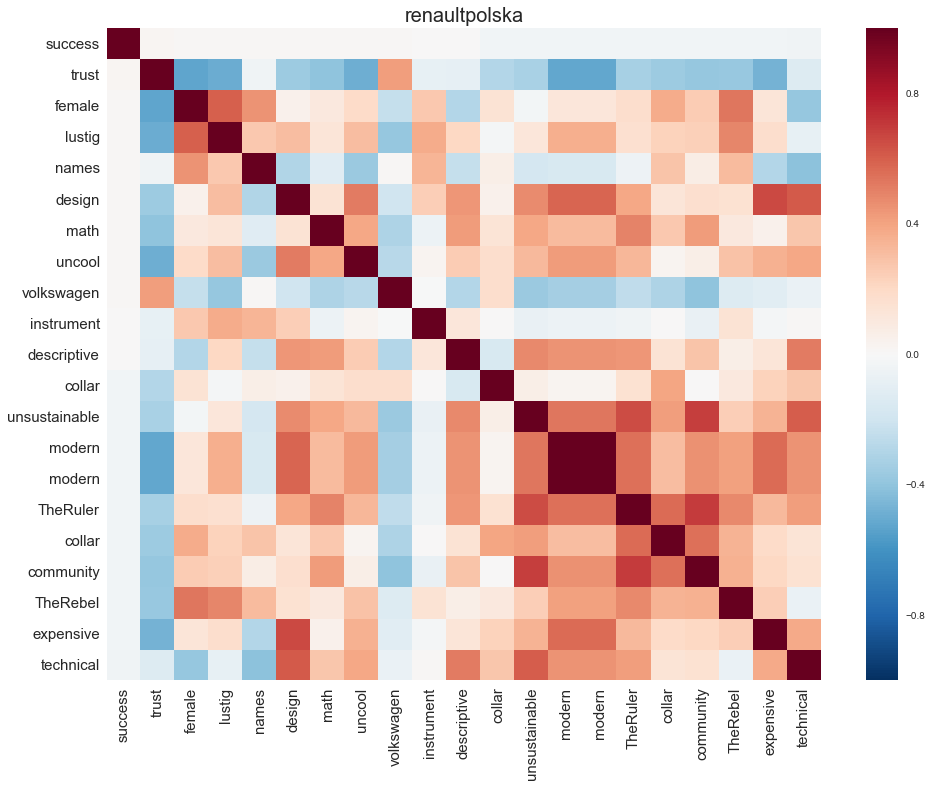 renaultpolska
success
trust
female
lustig
names
design
math
uncool
volkswagen
instrument
descriptive
collar
unsustainable
modern
modern
TheRuler
collar
community
TheRebel
expensive
technical
success
trust
female
lustig
names
design
math
uncool
volkswagen
instrument
descriptive
collar
unsustainable
modern
modern
TheRuler
collar
community
TheRebel
expensive
technical
0.8
0.4
0.0
−0.4
−0.8